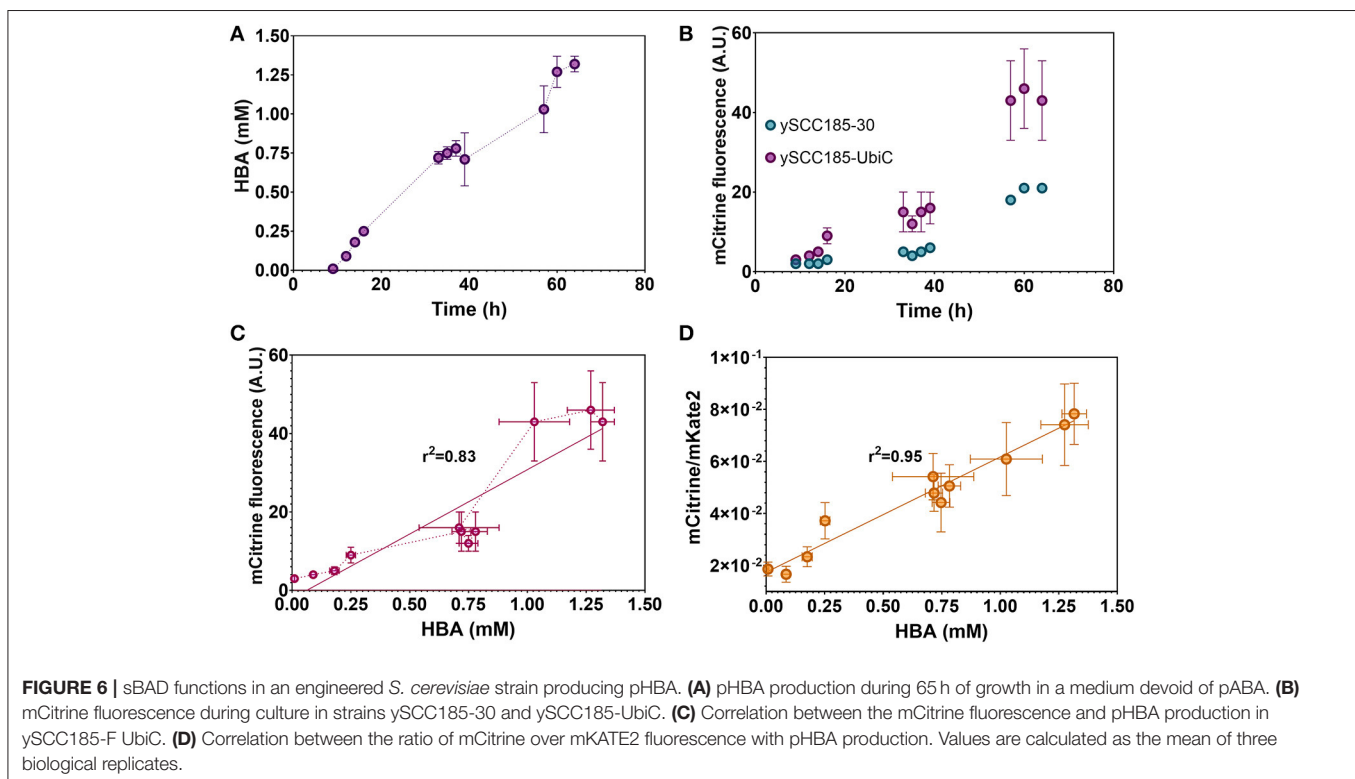 A
HBA (mM)
1.50
1.25
1.00
0.75
0.50
0.25
0.00
0 20 40 60 80
Time (h)
B
mCitrine fluorescence (A.U.)
60
40
20
0
ySCC185-30
ySCC185-UbiC
0 20 40 60 80
Time (h)
C
mCitrine fluorescence (A.U.)
60
40
20
0
r²=0.83
0.00 0.25 0.50 0.75 1.00 1.25 1.50
HBA (mM)
D
mCitrine/mKate2
1×10⁻¹
8×10⁻²
6×10⁻²
4×10⁻²
2×10⁻²
r²=0.95
0.00 0.25 0.50 0.75 1.00 1.25 1.50
HBA (mM)
FIGURE 6 | sBAD functions in an engineered S. cerevisiae strain producing pHBA. (A) pHBA production during 65 h of growth in a medium devoid of pABA. (B)
mCitrine fluorescence during culture in strains ySCC185-30 and ySCC185-UbiC. (C) Correlation between the mCitrine fluorescence and pHBA production in
ySCC185-F UbiC. (D) Correlation between the ratio of mCitrine over mKATE2 fluorescence with pHBA production. Values are calculated as the mean of three
biological replicates.